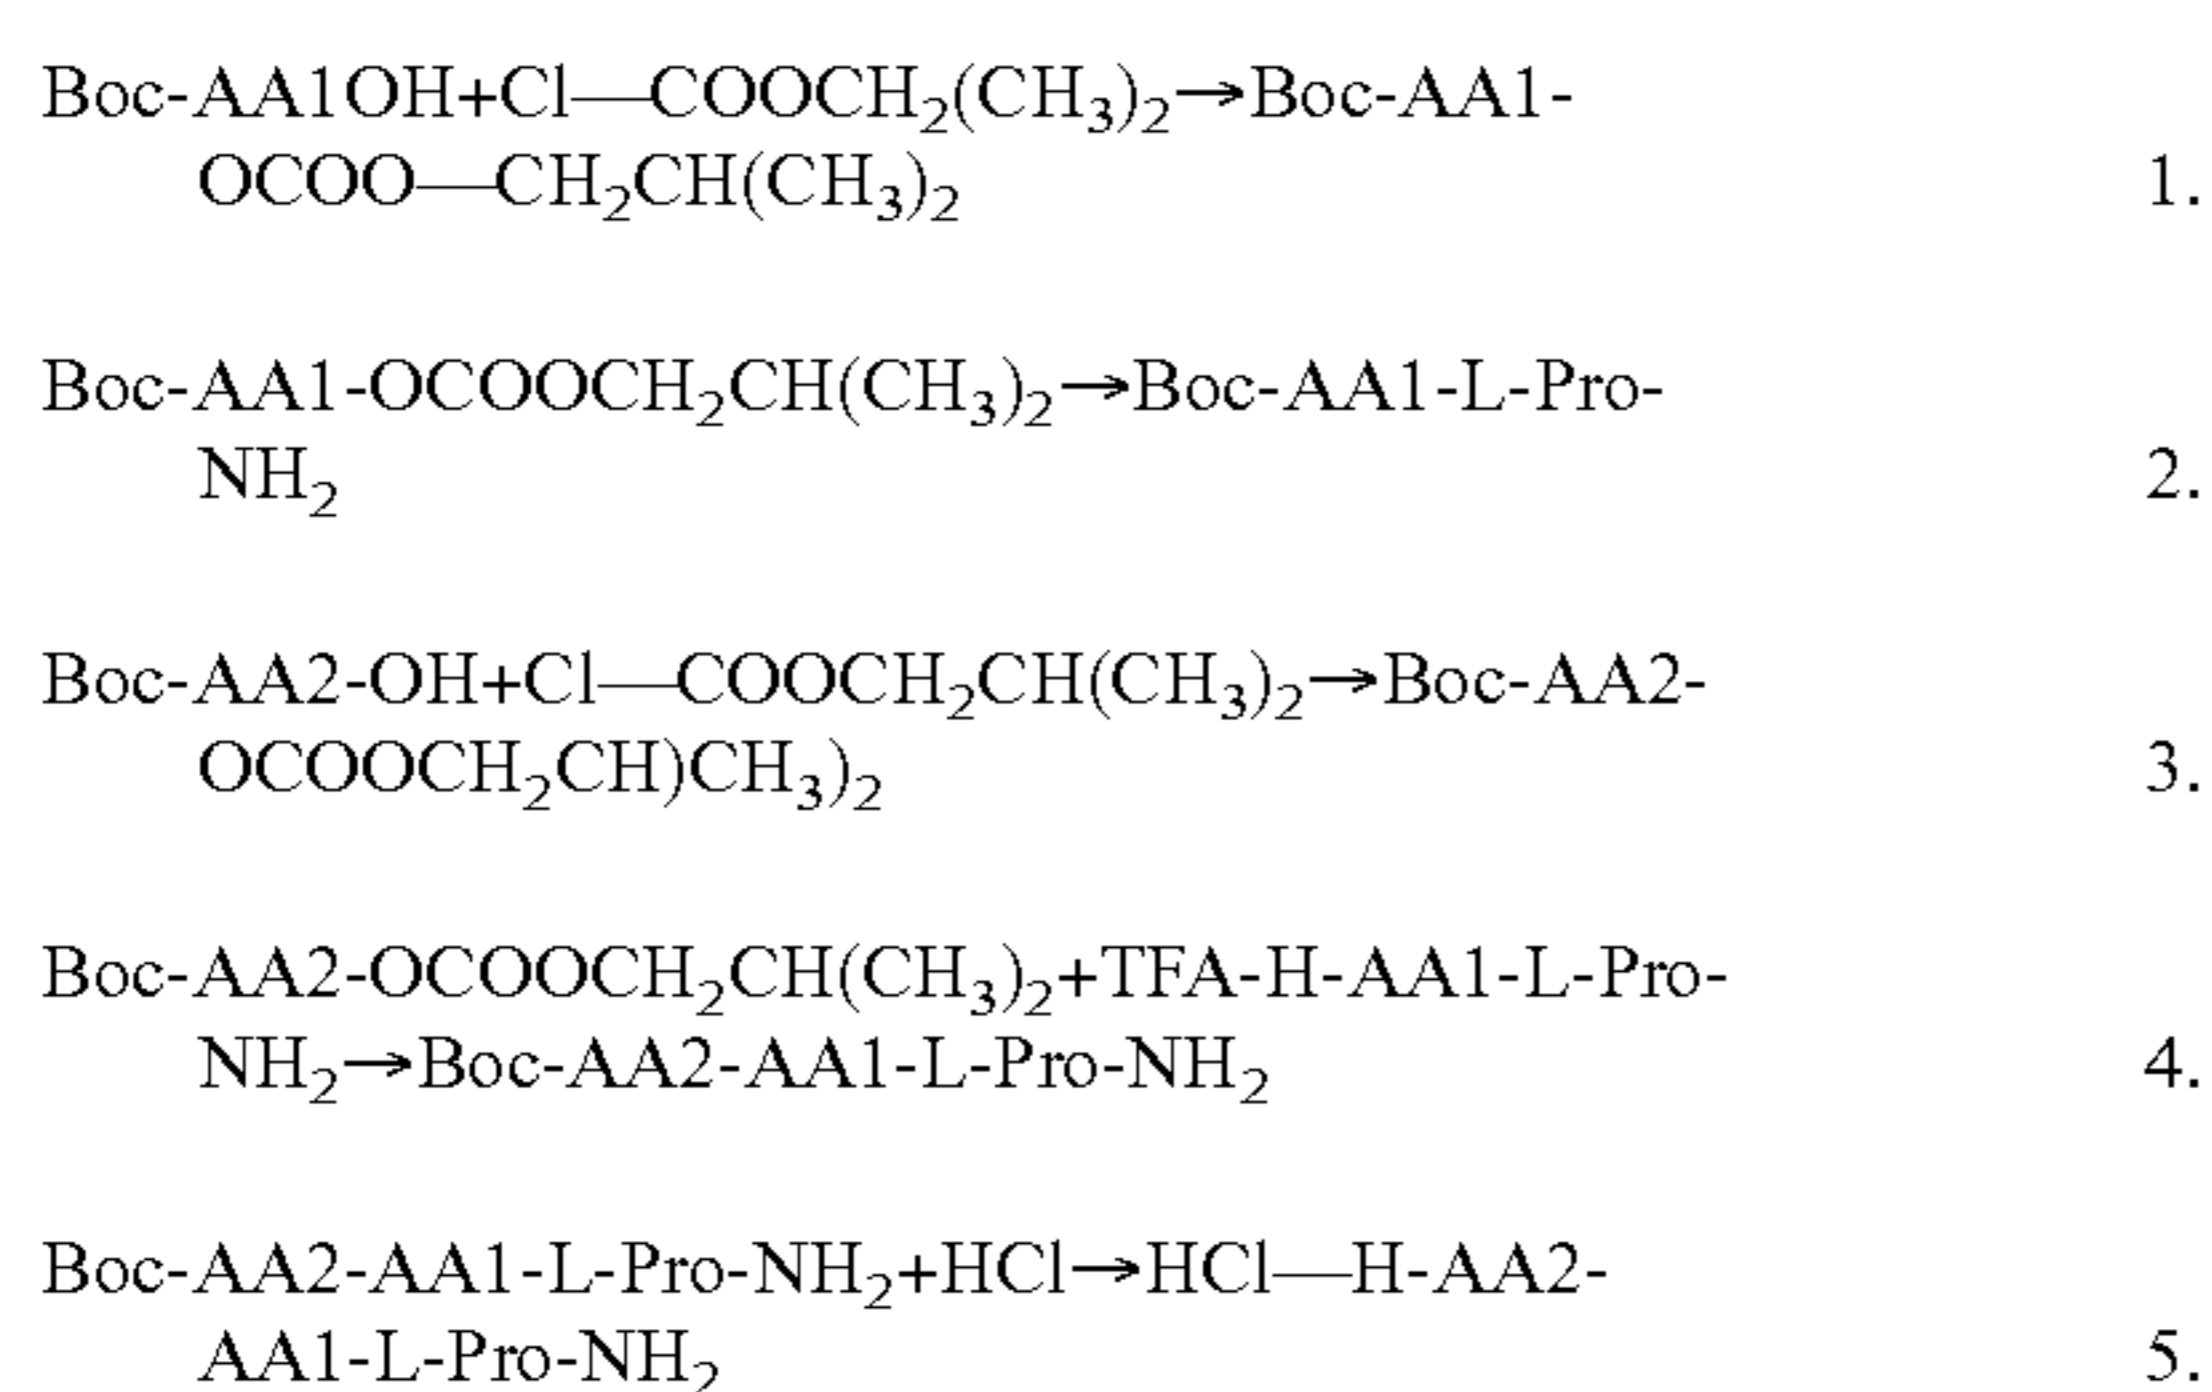 Boc-AA1OH+Cl—COOCH₂(CH₃)₂→Boc-AA1-
OCOO—CH₂CH(CH₃)₂ 1.
Boc-AA1-OCOOCH₂CH(CH₃)₂→Boc-AA1-L-Pro-
NH₂ 2.
Boc-AA2-OH+Cl—COOCH₂CH(CH₃)₂→Boc-AA2-
OCOOCH₂CH)CH₃)₂ 3.
Boc-AA2-OCOOCH₂CH(CH₃)₂+TFA-H-AA1-L-Pro-
NH₂→Boc-AA2-AA1-L-Pro-NH₂ 4.
Boc-AA2-AA1-L-Pro-NH₂+HCl→HCl—H-AA2-
AA1-L-Pro-NH₂ 5.